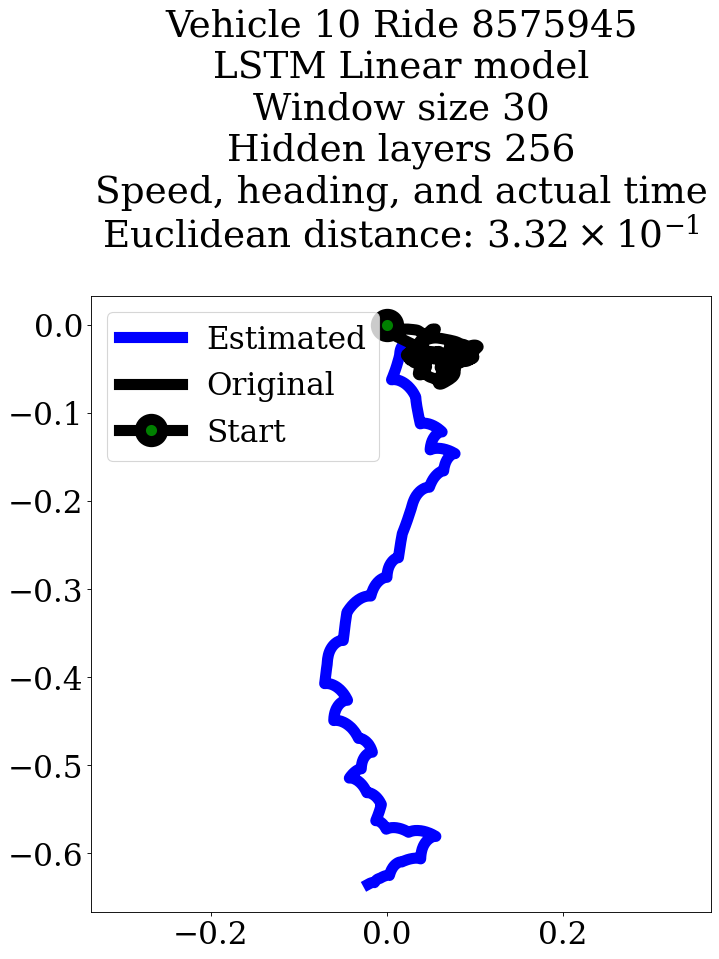 Vehicle 10 Ride 8575945
LSTM Linear model
Window size 30
Hidden layers 256
Speed, heading, and actual time
Euclidean distance: 3.32 × 10⁻¹
Estimated
Original
Start
0.0
−0.1
−0.2
−0.3
−0.4
−0.5
−0.6
−0.2 0.0 0.2